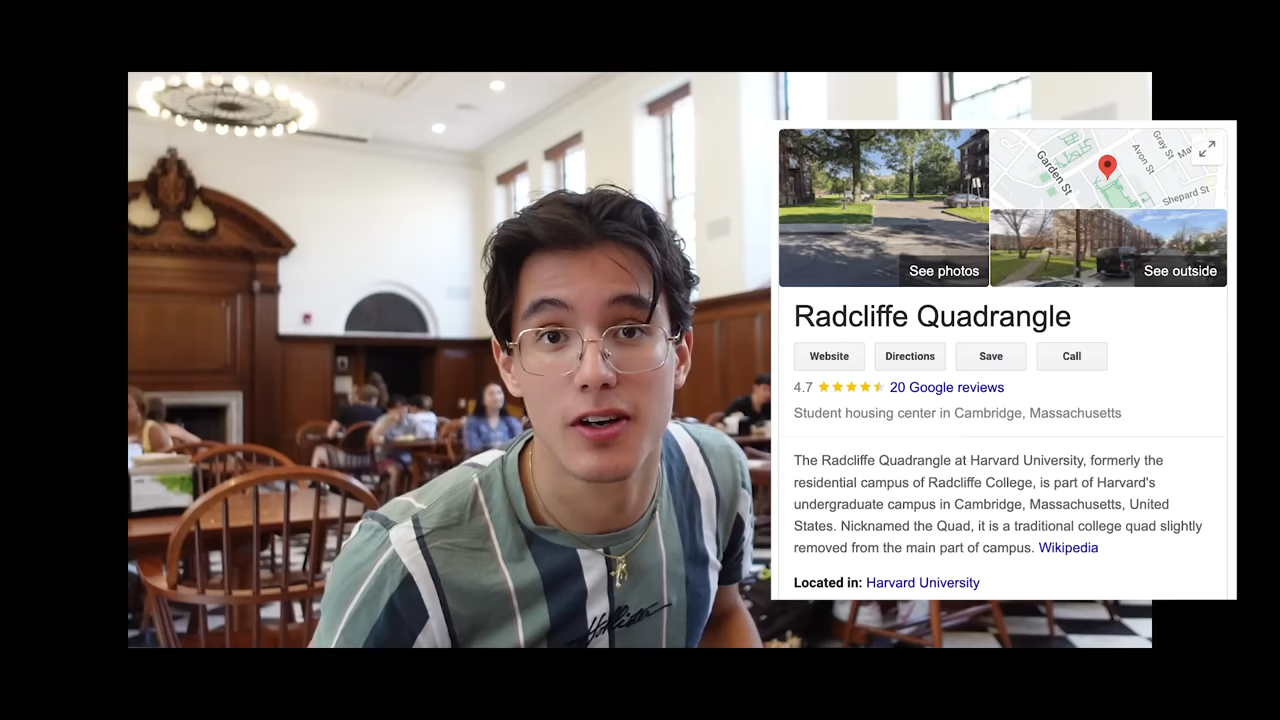 Hollister
Garden St
Gray St
Avon St
Shepard St
See photos
See outside
Radcliffe Quadrangle
Website Directions Save Call
4.7 20 Google reviews
Student housing center in Cambridge, Massachusetts
The Radcliffe Quadrangle at Harvard University, formerly the
residential campus of Radcliffe College, is part of Harvard's
undergraduate campus in Cambridge, Massachusetts, United
States. Nicknamed the Quad, it is a traditional college quad slightly
removed from the main part of campus. Wikipedia
Located in: Harvard University